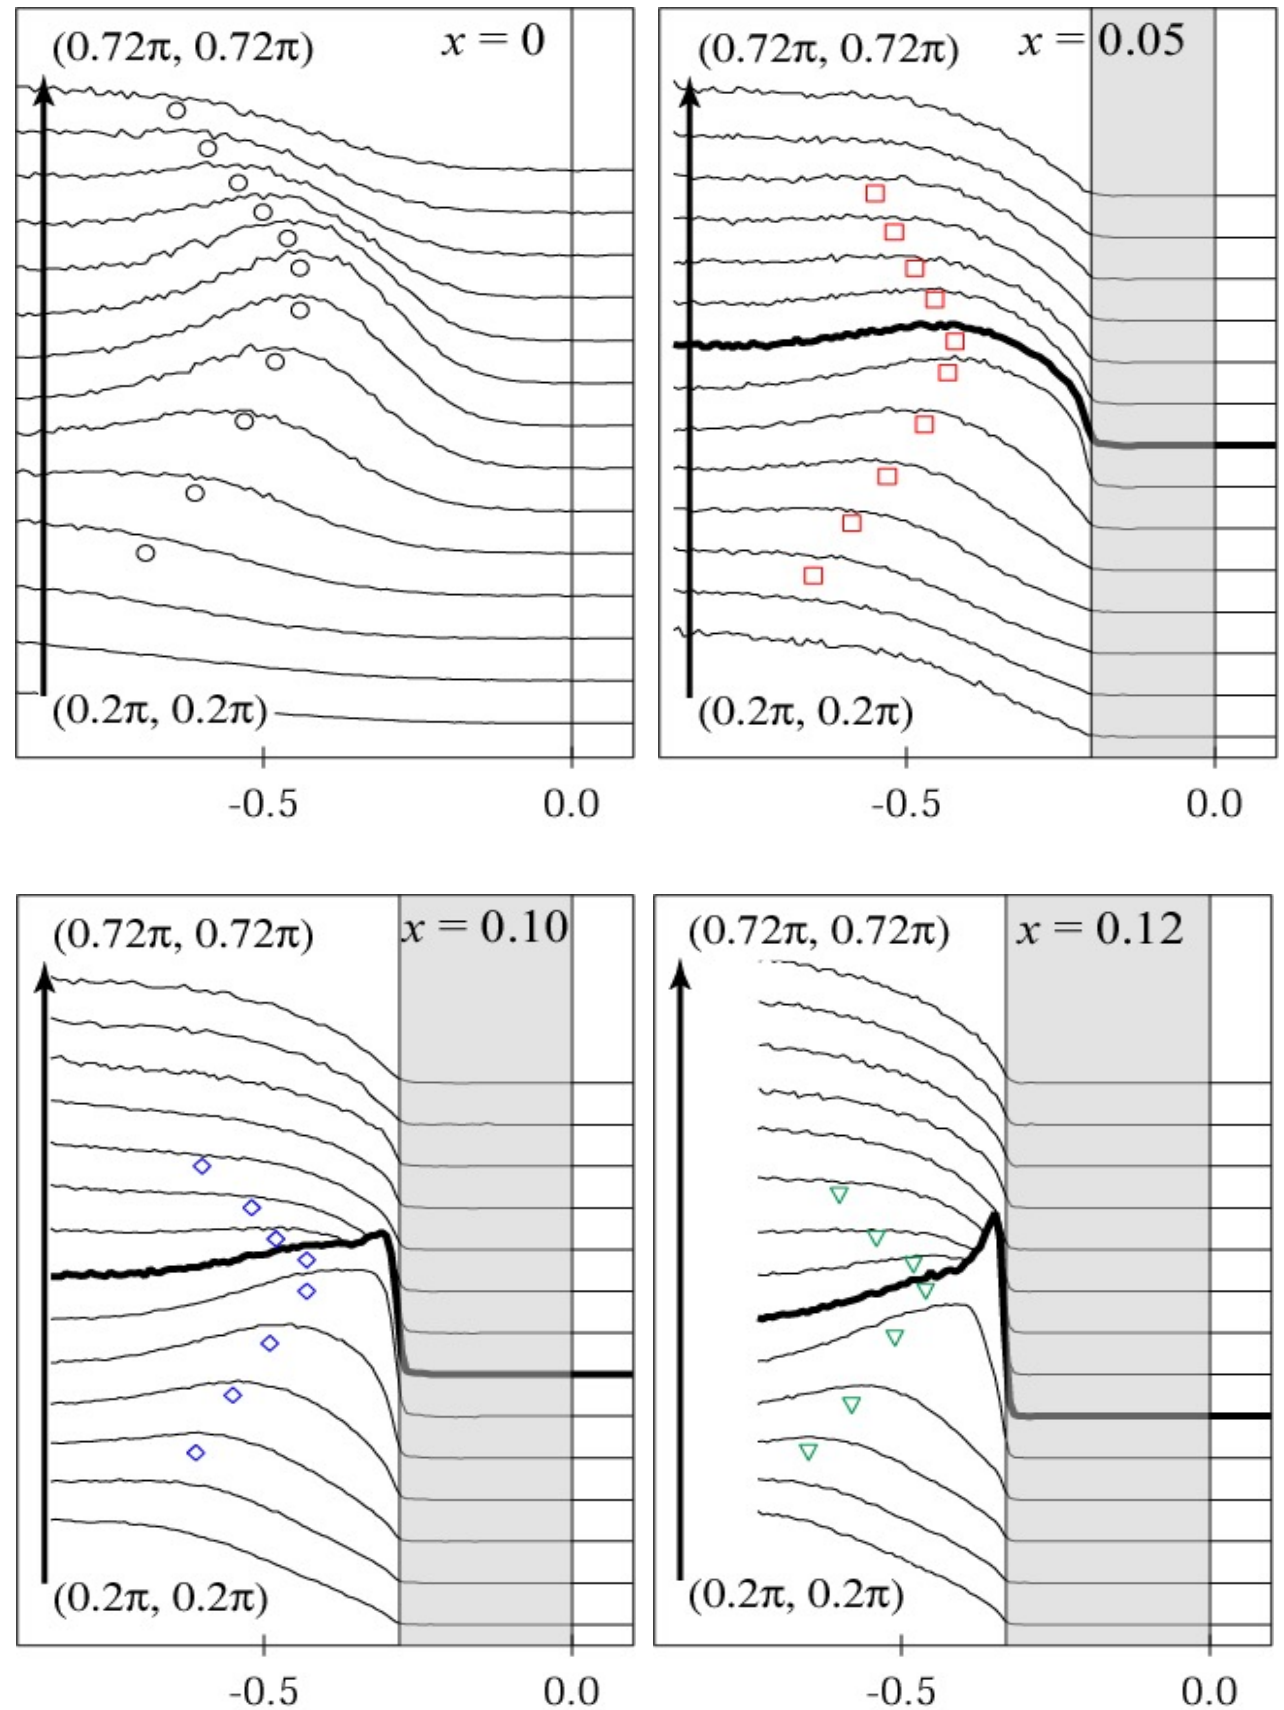 (0.72π, 0.72π) x = 0
(0.2π, 0.2π)
-0.5 0.0
(0.72π, 0.72π) x = 0.05
(0.2π, 0.2π)
-0.5 0.0
(0.72π, 0.72π) x = 0.10
(0.2π, 0.2π)
-0.5 0.0
(0.72π, 0.72π) x = 0.12
(0.2π, 0.2π)
-0.5 0.0